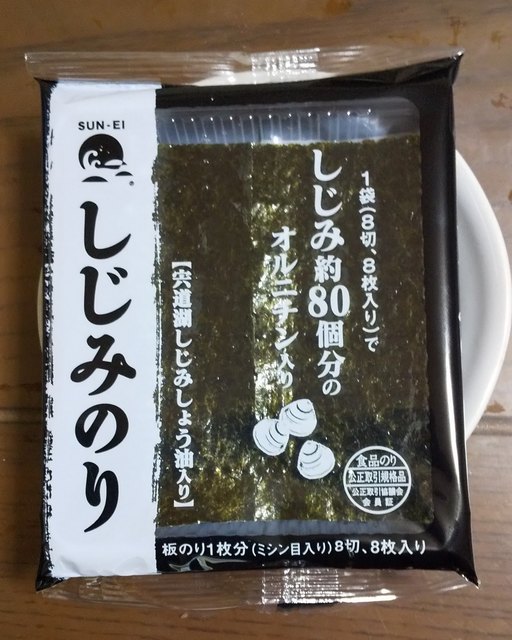 SUN-EI
しじみのり
1袋(8切、8枚入り)で
しじみ約80個分の
オルニチン入り
【宍道湖しじみしょう油入り】
食品のり
公正取引規格品
公正取引協議会
会員証
板のり1枚分(ミシン目入り)8切、8枚入り